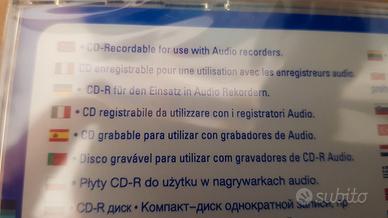 • CD-Recordable for use with Audio recorders.
CD enregistrable pour une utilisation avec les enregistreurs audio.
• CD-R für den Einsatz in Audio Rekordern.
• CD registrabile da utilizzare con i registratori Audio.
• CD grabable para utilizar con grabadores de Audio.
• Disco gravável para utilizar com gravadores de CD-R Audio.
Płyty CD-R do użytku w nagrywarkach audio.
• CD-R диск • Компакт-диск однократной записи,
subito